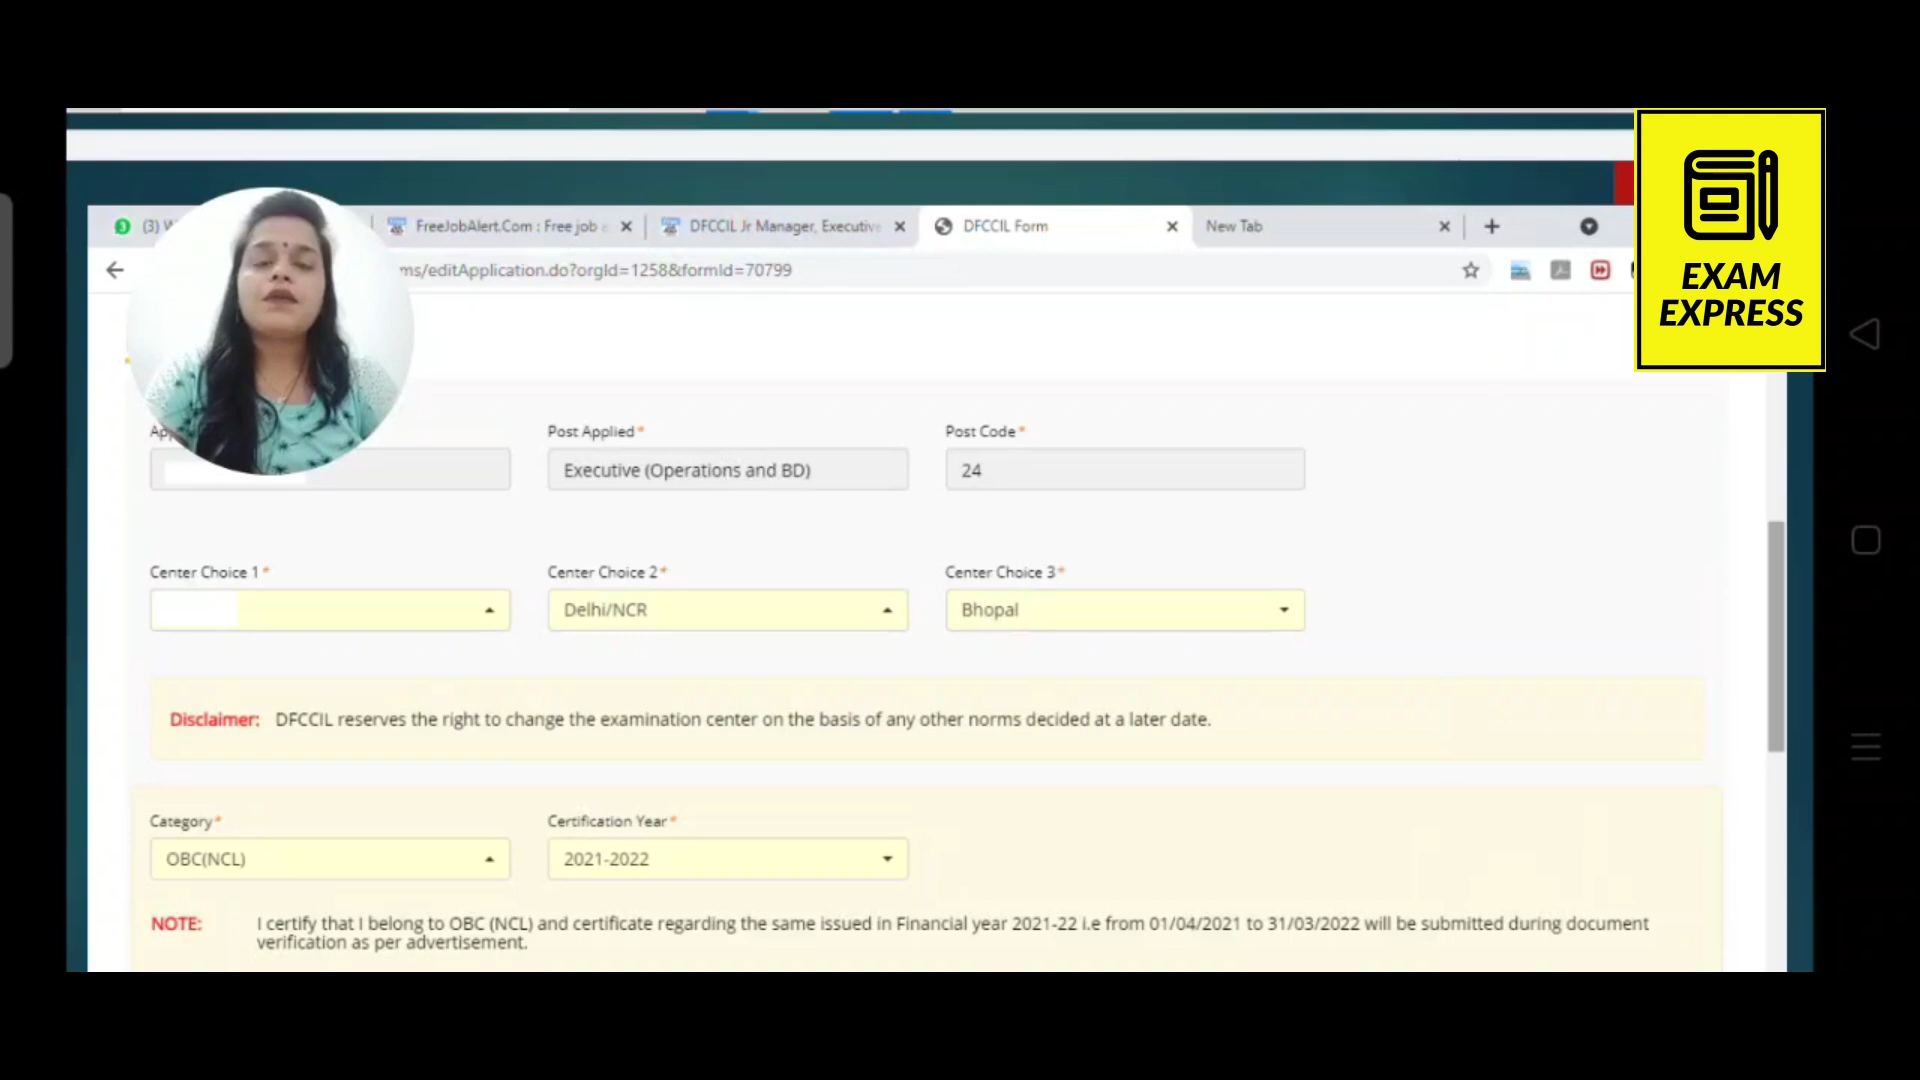 (3) W
FreeJobAlert.Com : Free job
DFCCIL Jr Manager, Executive
DFCCIL Form
New Tab
ms/editApplication.do?orgId=1258&formId=70799
EXAM
EXPRESS
Post Applied*
Post Code*
Executive (Operations and BD)
24
Center Choice 1*
Center Choice 2*
Center Choice 3*
Delhi/NCR
Bhopal
Disclaimer: DFCCIL reserves the right to change the examination center on the basis of any other norms decided at a later date.
Category*
Certification Year*
OBC(NCL)
2021-2022
NOTE: I certify that I belong to OBC (NCL) and certificate regarding the same issued in Financial year 2021-22 i.e from 01/04/2021 to 31/03/2022 will be submitted during document
verification as per advertisement.